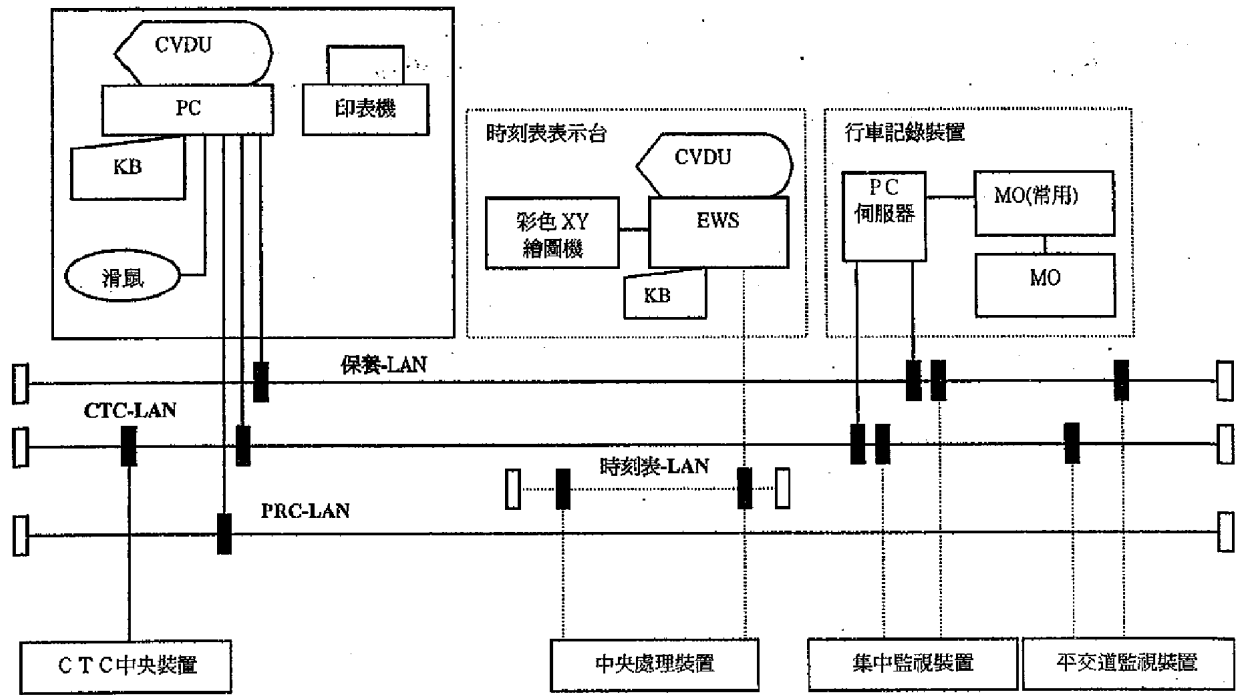 CVDU
PC
印表機
KB
滑鼠
時刻表表示台
CVDU
彩色 XY
繪圖機
EWS
KB
行車記錄裝置
PC
伺服器
MO(常用)
MO
保養-LAN
CTC-LAN
時刻表-LAN
PRC-LAN
CTC中央裝置
中央處理裝置
集中監視裝置
平交道監視裝置